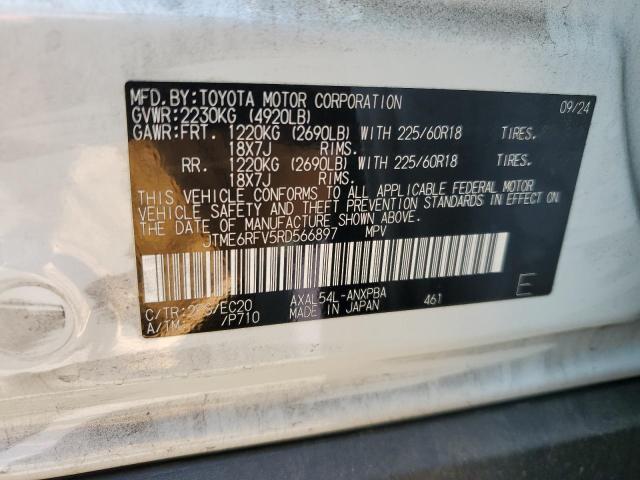 MFD.BY:TOYOTA MOTOR CORPORATION 09/24
GVWR:2230KG (4920LB)
GAWR:FRT. 1220KG (2690LB) WITH 225/60R18 TIRES.
18X7J RIMS.
RR. 1220KG (2690LB) WITH 225/60R18 TIRES.
18X7J RIMS.
THIS VEHICLE CONFORMS TO ALL APPLICABLE FEDERAL MOTOR
VEHICLE SAFETY AND THEFT PREVENTION STANDARDS IN EFFECT ON
THE DATE OF MANUFACTURE SHOWN ABOVE.
JTME6RFV5RD566897 MPV
C/TR: /EC20 AXAL54L-ANXPBA 461 E
A/TM: /P710 MADE IN JAPAN